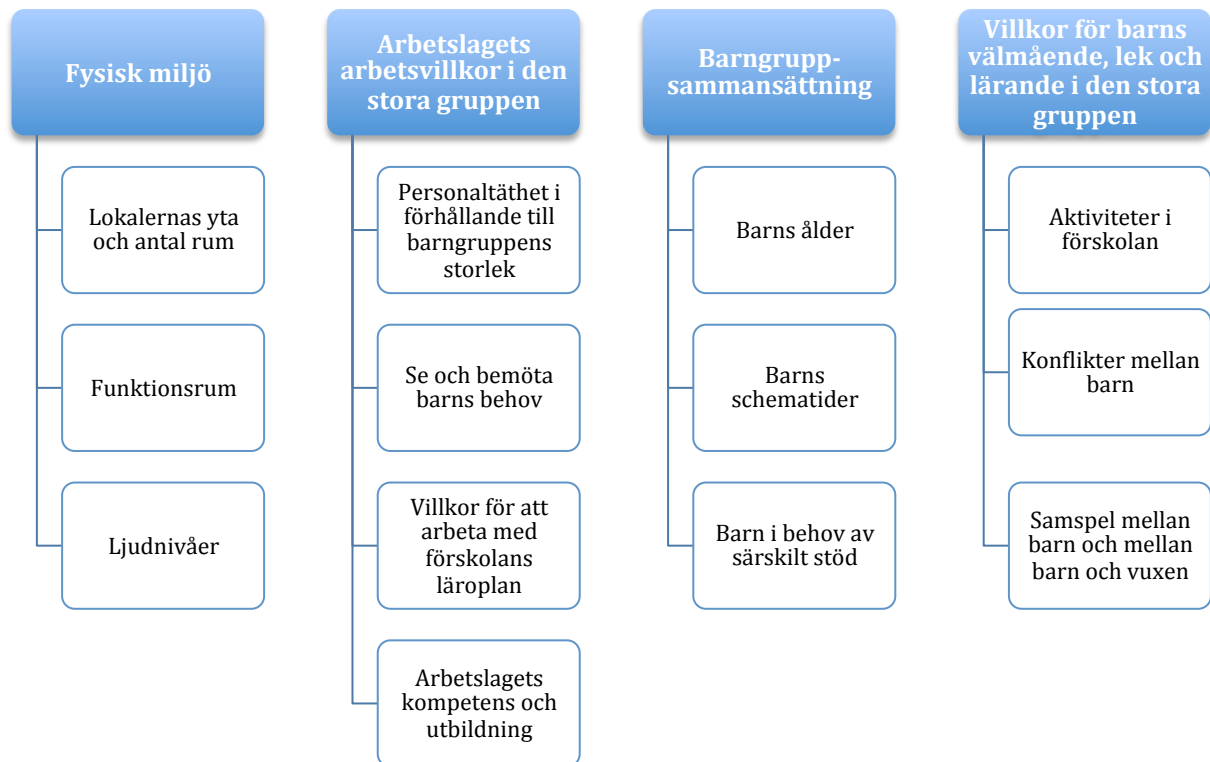 Fysisk miljö
Lokalernas yta
och antal rum
Funktionsrum
Ljudnivåer
Arbetslagets
arbetsvillkor i den
stora gruppen
Personaltäthet i
förhållande till
barngruppens
storlek
Se och bemöta
barns behov
Villkor för att
arbeta med
förskolans
läroplan
Arbetslagets
kompetens och
utbildning
Barngrupp-
sammansättning
Barns ålder
Barns
schematider
Barn i behov av
särskilt stöd
Villkor för barns
välmående, lek och
lärande i den stora
gruppen
Aktiviteter i
förskolan
Konflikter mellan
barn
Samspel mellan
barn och mellan
barn och vuxen